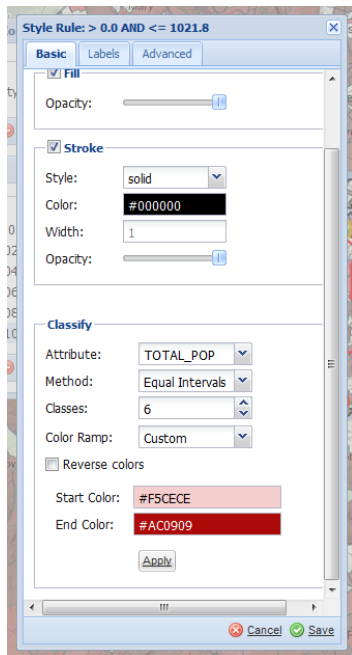 Style Rule: > 0.0 AND <= 1021.8
Basic Labels Advanced
Fill
Opacity:
Stroke
Style: solid
Color: #000000
Width: 1
Opacity:
Classify
Attribute: TOTAL_POP
Method: Equal Intervals
Classes: 6
Color Ramp: Custom
Reverse colors
Start Color: #F5CECE
End Color: #AC0909
Apply
Cancel Save